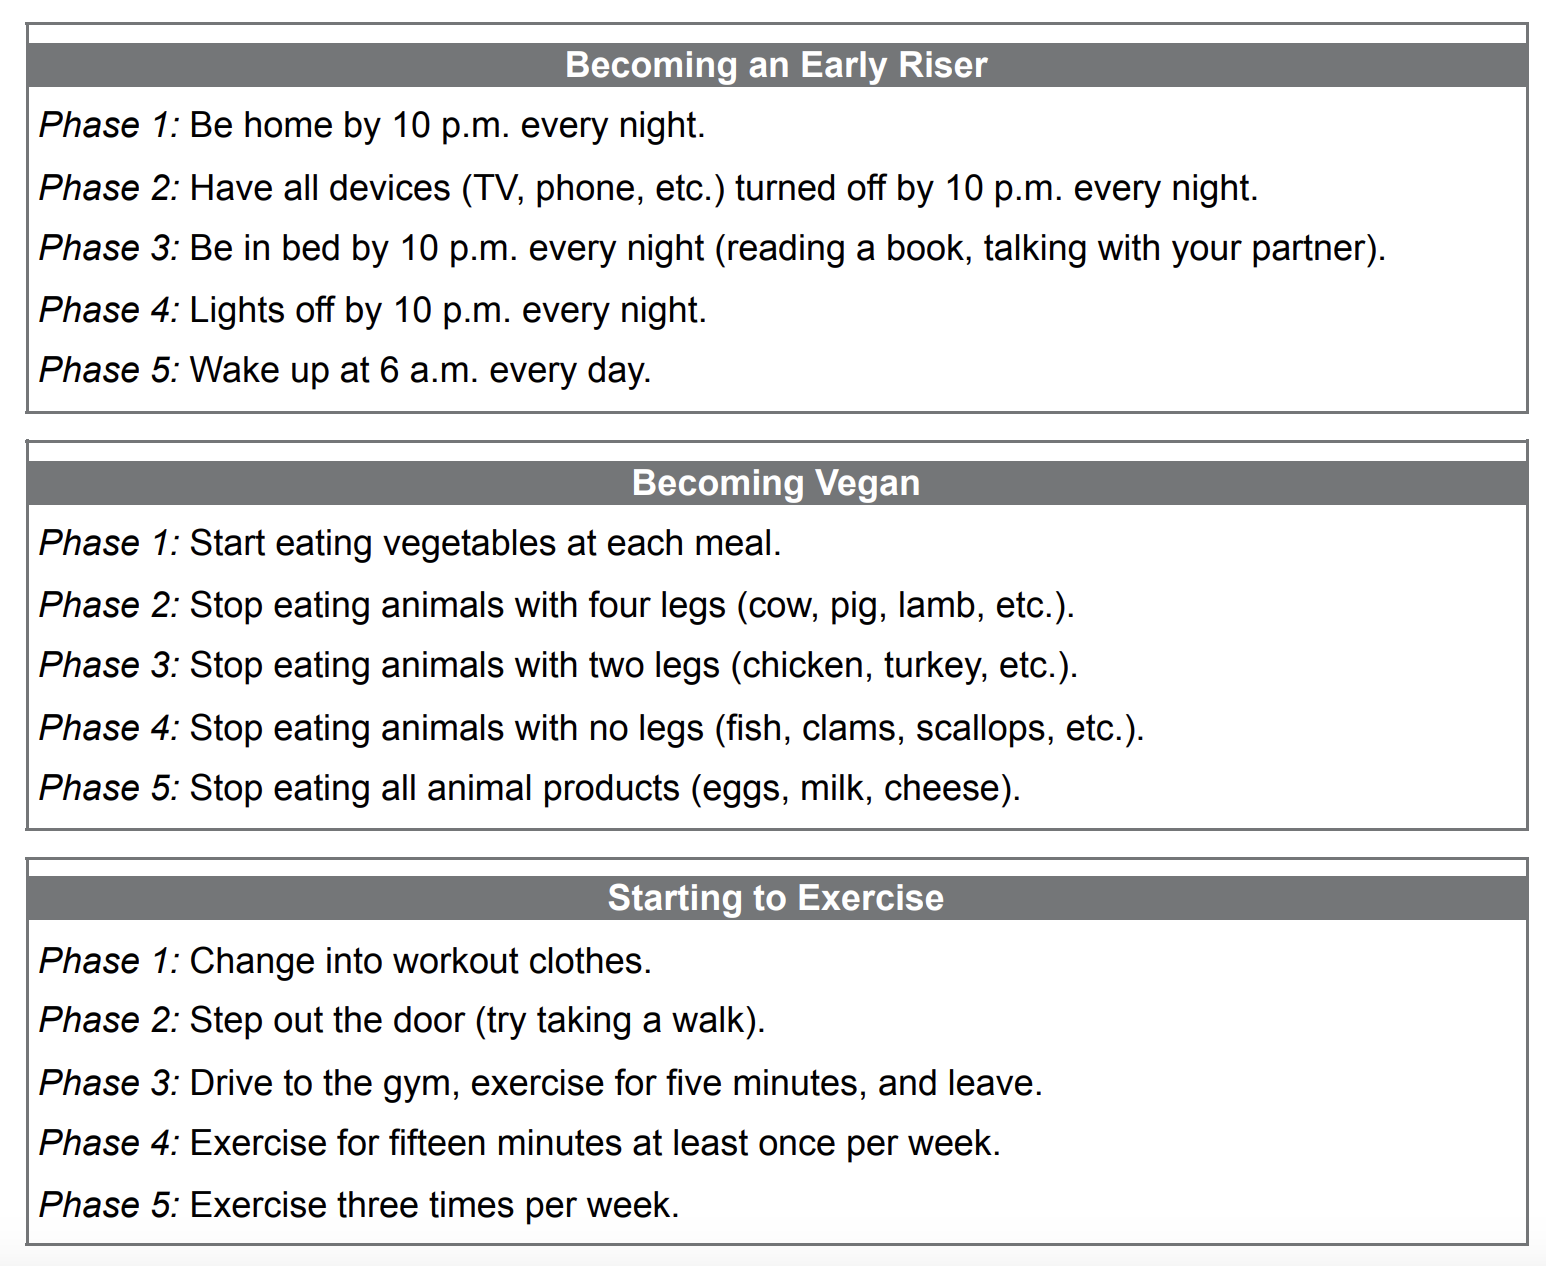 Becoming an Early Riser
Phase 1: Be home by 10 p.m. every night.
Phase 2: Have all devices (TV, phone, etc.) turned off by 10 p.m. every night.
Phase 3: Be in bed by 10 p.m. every night (reading a book, talking with your partner).
Phase 4: Lights off by 10 p.m. every night.
Phase 5: Wake up at 6 a.m. every day.
Becoming Vegan
Phase 1: Start eating vegetables at each meal.
Phase 2: Stop eating animals with four legs (cow, pig, lamb, etc.).
Phase 3: Stop eating animals with two legs (chicken, turkey, etc.).
Phase 4: Stop eating animals with no legs (fish, clams, scallops, etc.).
Phase 5: Stop eating all animal products (eggs, milk, cheese).
Starting to Exercise
Phase 1: Change into workout clothes.
Phase 2: Step out the door (try taking a walk).
Phase 3: Drive to the gym, exercise for five minutes, and leave.
Phase 4: Exercise for fifteen minutes at least once per week.
Phase 5: Exercise three times per week.